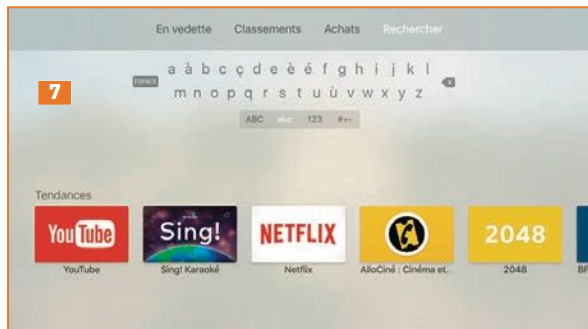 En vedette Classements Achats Rechercher
7
ESPACE
a à b c ç d e è é f g h i j k l
m n o p q r s t u ù v w x y z
ABC abc 123 #+-
Tendances
YouTube Sing! NETFLIX 2048
YouTube Sing! Karaoké Netflix AlloCiné : Cinéma et.. 2048 BF